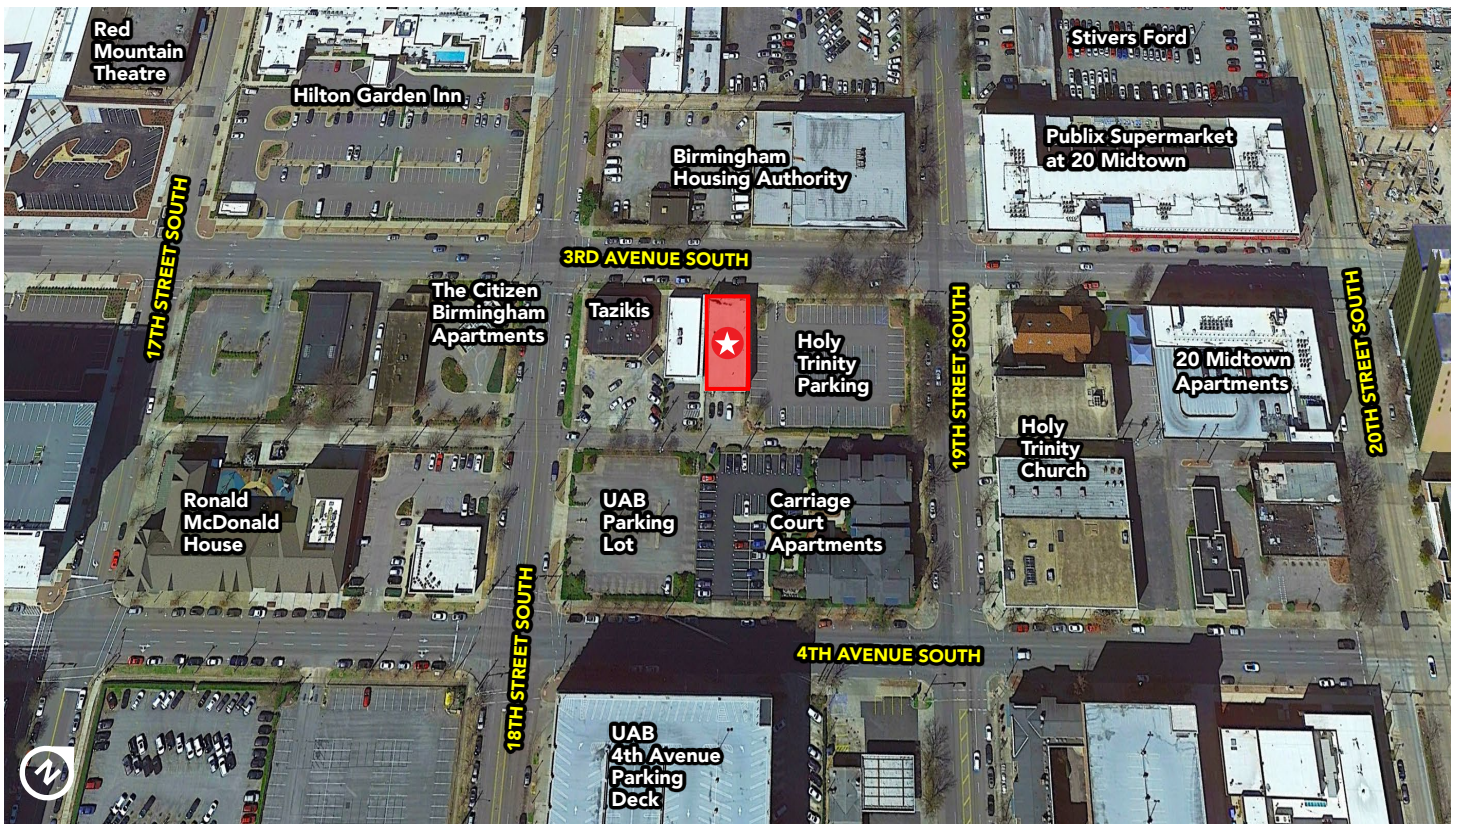 Red
Mountain
Theatre
Hilton Garden Inn
Stivers Ford
Birmingham
Housing Authority
Publix Supermarket
at 20 Midtown
17TH STREET SOUTH
3RD AVENUE SOUTH
The Citizen
Birmingham
Apartments
Tazikis
Holy
Trinity
Parking
19TH STREET SOUTH
20 Midtown
Apartments
20TH STREET SOUTH
Holy
Trinity
Church
Ronald
McDonald
House
UAB
Parking
Lot
Carriage
Court
Apartments
18TH STREET SOUTH
4TH AVENUE SOUTH
UAB
4th Avenue
Parking
Deck
N